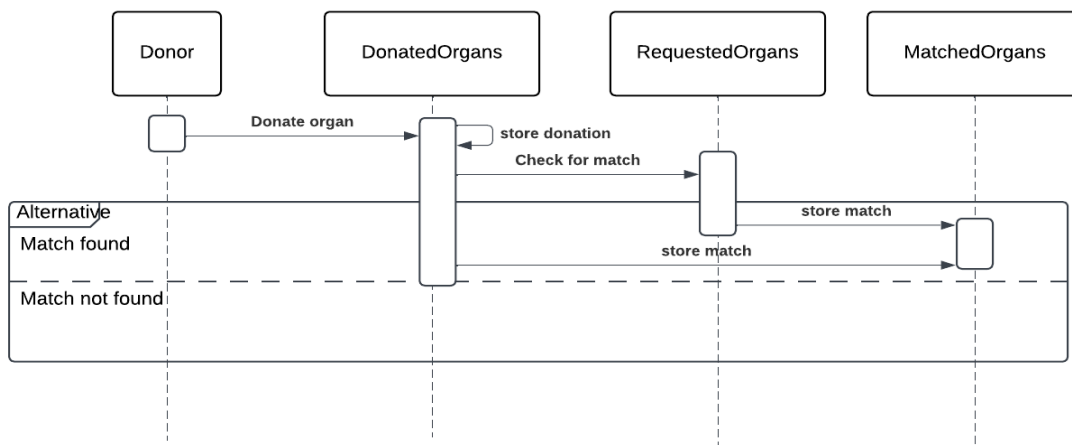 Donor
DonatedOrgans
RequestedOrgans
MatchedOrgans
Donate organ
store donation
Check for match
Alternative
store match
Match found
store match
Match not found